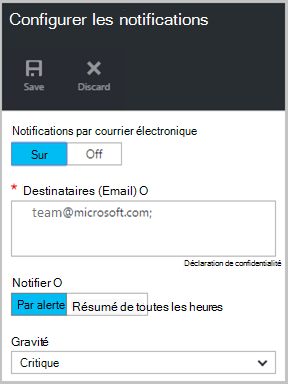 Configurer les notifications
Save Discard
Notifications par courrier électronique
Sur Off
* Destinataires (Email) O
team@microsoft.com;
Déclaration de confidentialité
Notifier O
Par alerte Résumé de toutes les heures
Gravité
Critique